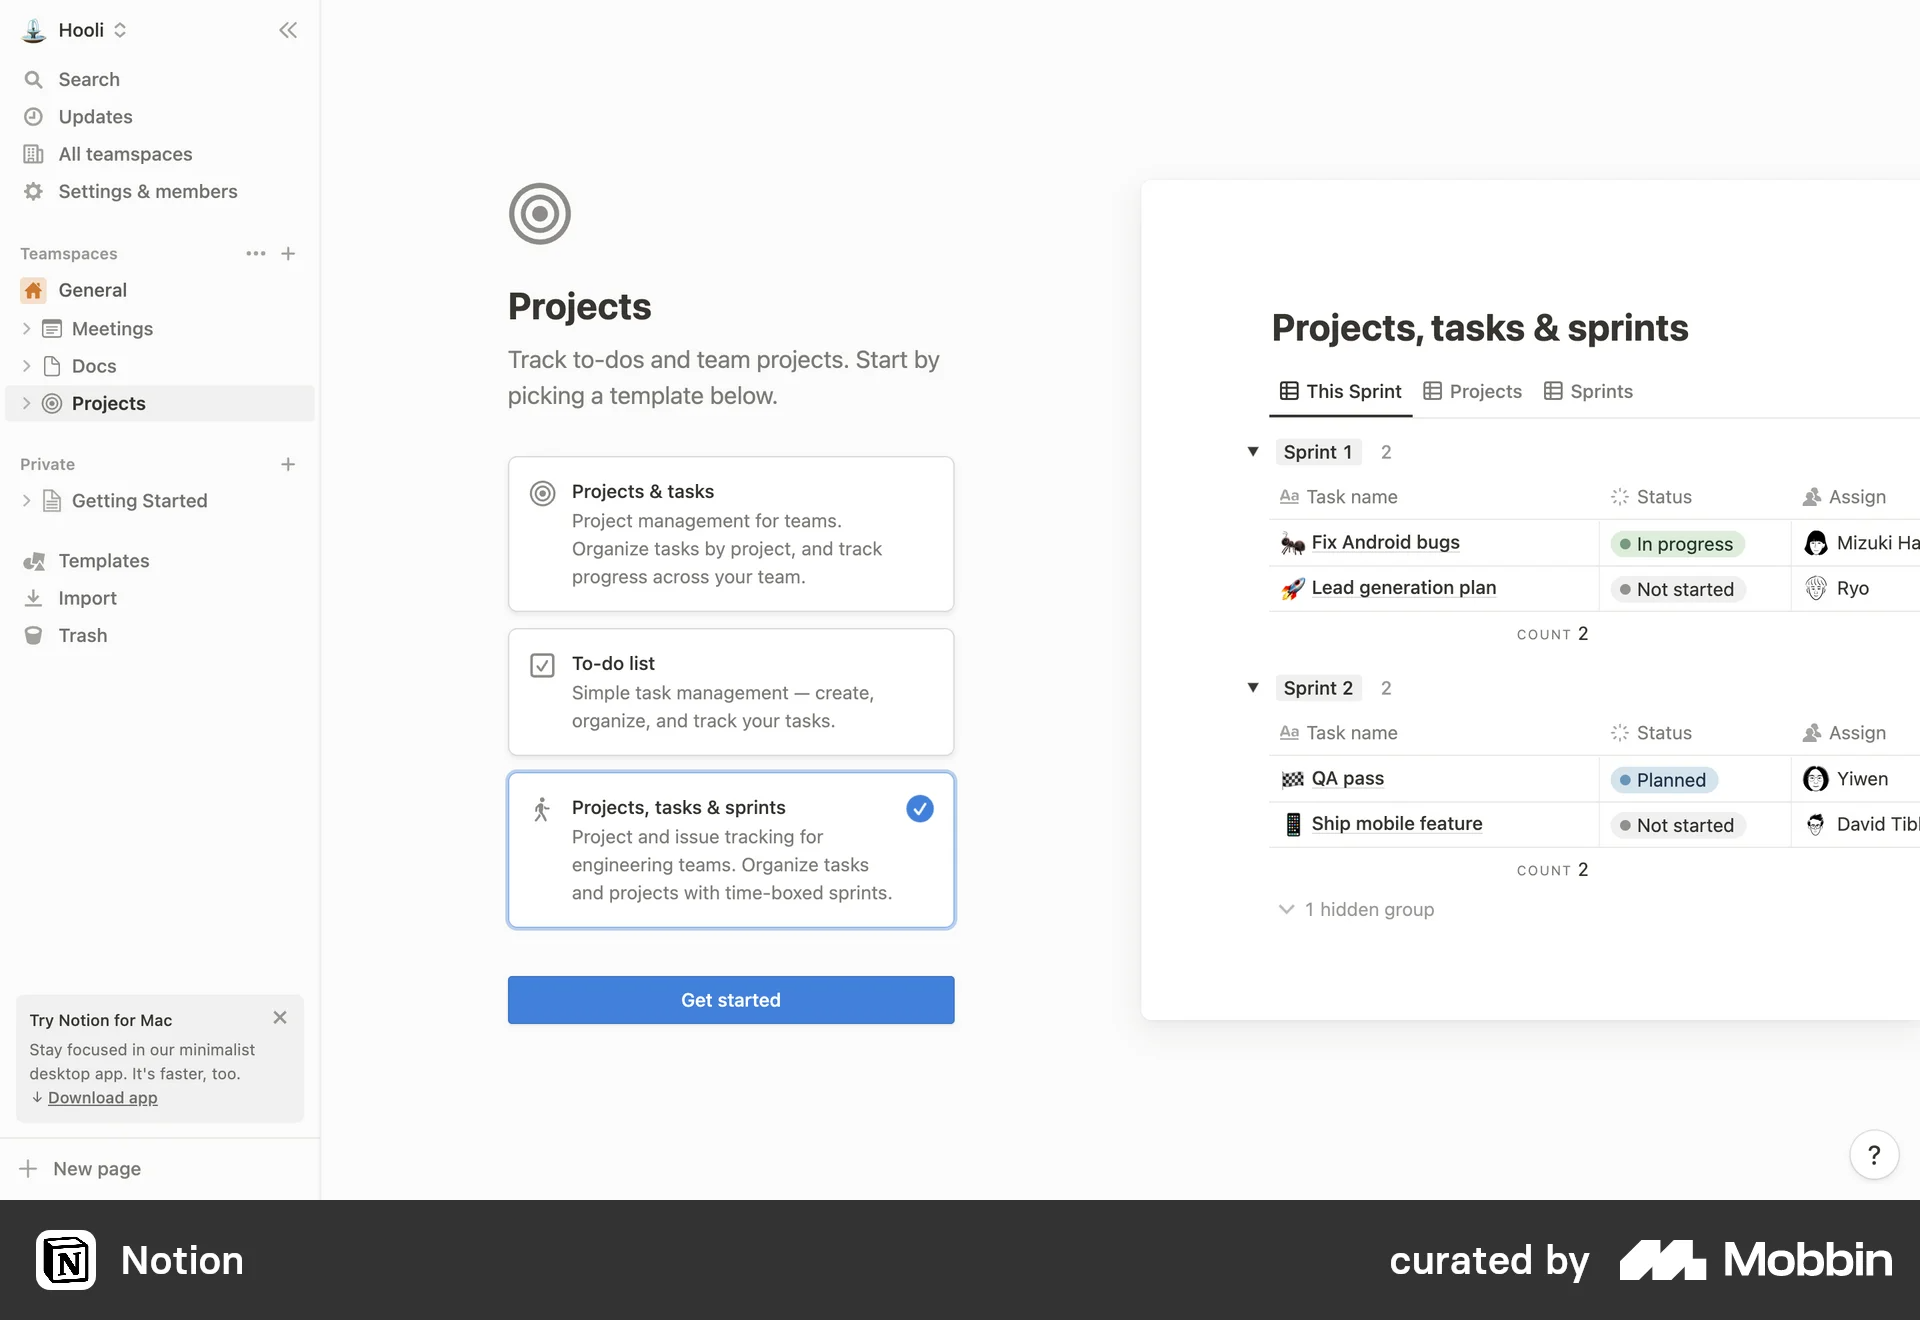 Hooli
Search
Updates
All teamspaces
Settings & members
Teamspaces
General
Meetings
Docs
Projects
Private
Getting Started
Templates
Import
Trash
Try Notion for Mac
Stay focused in our minimalist
desktop app. It's faster, too.
↓ Download app
New page
Projects
Track to-dos and team projects. Start by
picking a template below.
Projects & tasks
Project management for teams.
Organize tasks by project, and track
progress across your team.
To-do list
Simple task management — create,
organize, and track your tasks.
Projects, tasks & sprints
Project and issue tracking for
engineering teams. Organize tasks
and projects with time-boxed sprints.
Get started
Projects, tasks & sprints
This Sprint Projects Sprints
Sprint 1 2
Aa Task name Status Assign
Fix Android bugs In progress Mizuki Ha
Lead generation plan Not started Ryo
COUNT 2
Sprint 2 2
Aa Task name Status Assign
QA pass Planned Yiwen
Ship mobile feature Not started David Tibl
COUNT 2
1 hidden group
?
Notion
curated by Mobbin